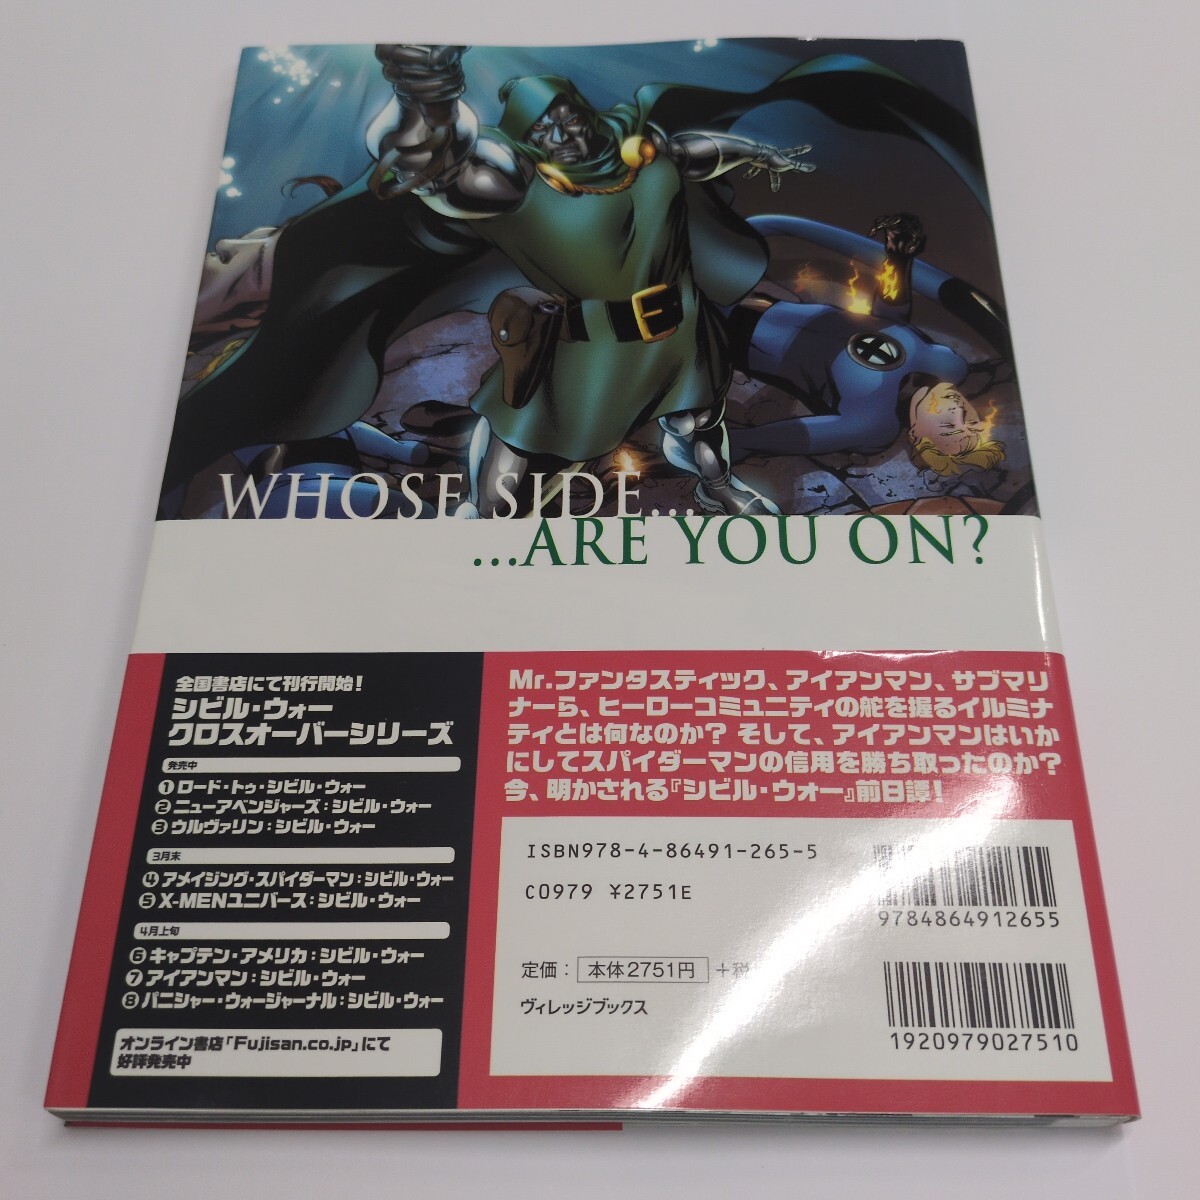 WHOSE SIDE...
...ARE YOU ON?
全国書店にて刊行開始!
シビル・ウォー
クロスオーバーシリーズ
発売中
❶ロード・トゥ・シビル・ウォー
❷ニューアベンジャーズ:シビル・ウォー
❸ウルヴァリン:シビル・ウォー
3月末
❹アメイジング・スパイダーマン:シビル・ウォー
❺X-MENユニバース:シビル・ウォー
4月上旬
❻キャプテン・アメリカ:シビル・ウォー
❼アイアンマン:シビル・ウォー
❽パニシャー・ウォージャーナル:シビル・ウォー
オンライン書店「Fujisan.co.jp」にて
好評発売中
Mr.ファンタスティック、アイアンマン、サブマリ
ナーら、ヒーローコミュニティの舵を握るイルミナ
ティとは何なのか? そして、アイアンマンはいか
にしてスパイダーマンの信用を勝ち取ったのか?
今、明かされる『シビル・ウォー』前日譚!
ISBN978-4-86491-265-5
C0979 ¥2751E
定価: 本体2751円 +税
ヴィレッジブックス
9784864912655
1920979027510